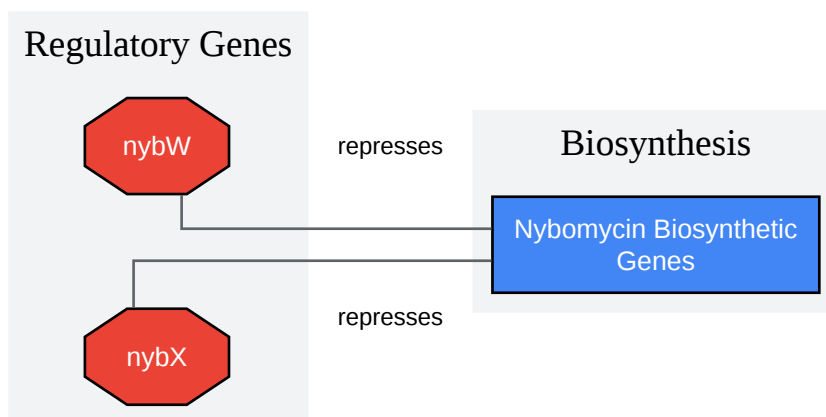 Regulatory Genes
nybW
represses
Biosynthesis
Nybomycin Biosynthetic
Genes
represses
nybX